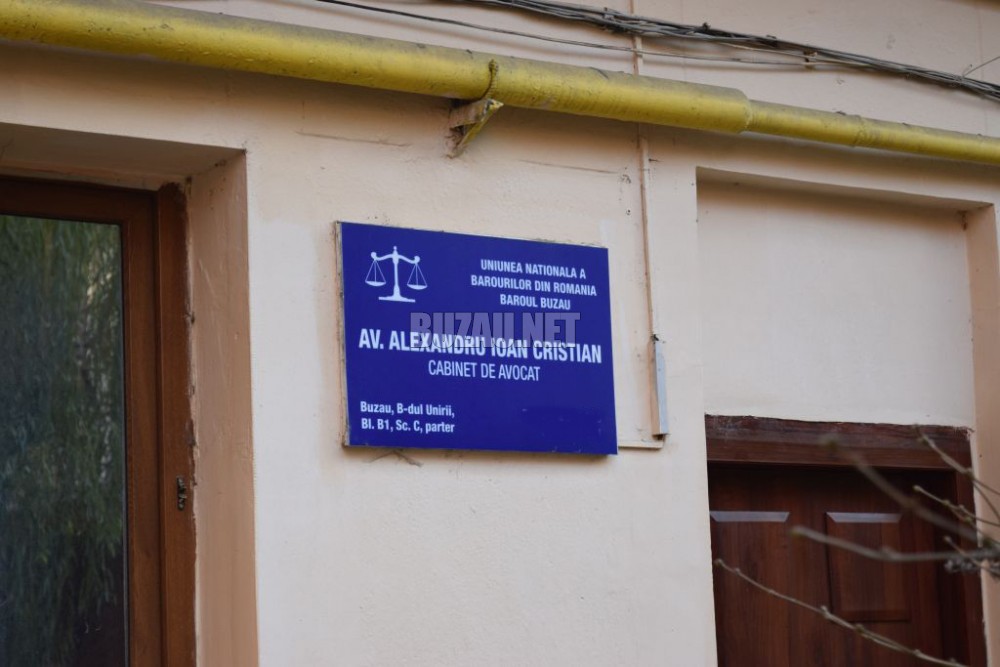 UNIUNEA NATIONALA A
BAROURILOR DIN ROMANIA
BAROUL BUZAU
BUZAU.NET
AV. ALEXANDRU IOAN CRISTIAN
CABINET DE AVOCAT
Buzau, B-dul Unirii,
Bl. B1, Sc. C, parter